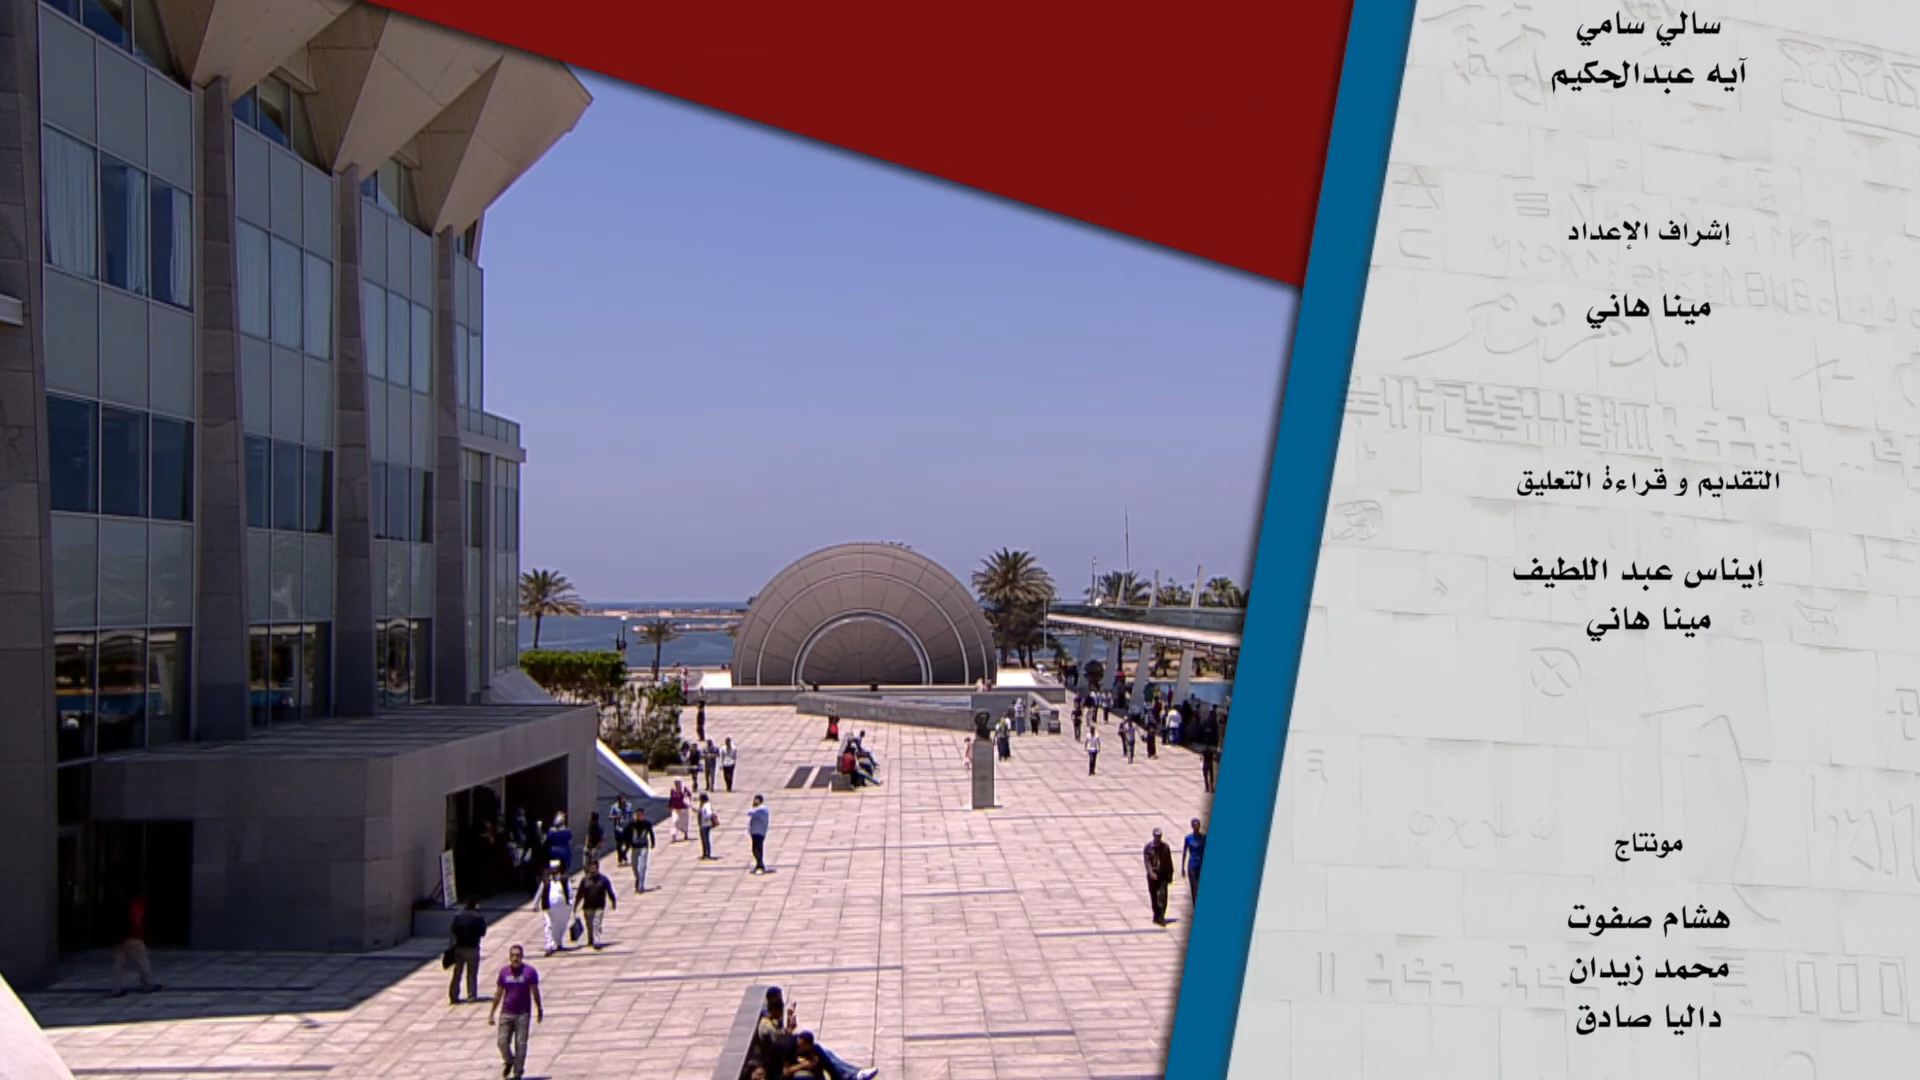 سالي سامي
آيه عبدالحكيم
إشراف الإعداد
مينا هاني
التقديم و قراءة التعليق
إيناس عبد اللطيف
مينا هاني
مونتاج
هشام صفوت
محمد زيدان
داليا صادق